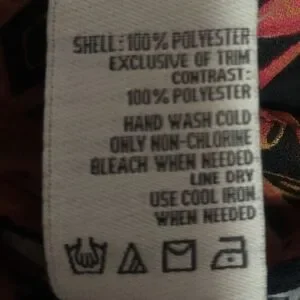 SHELL: 100% POLYESTER
EXCLUSIVE OF TRIM
CONTRAST:
100% POLYESTER
HAND WASH COLD
ONLY NON-CHLORINE
BLEACH WHEN NEEDED
LINE DRY
USE COOL IRON
WHEN NEEDED